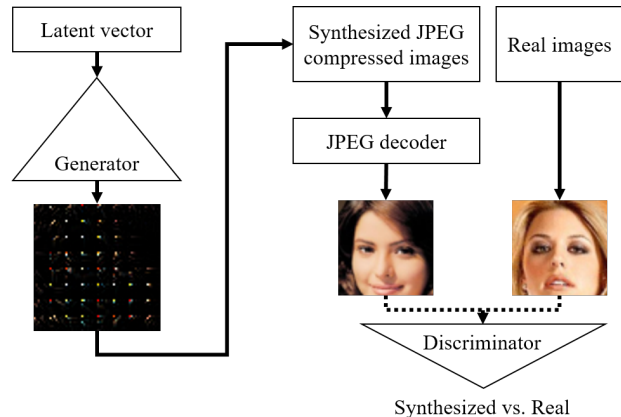 Latent vector
Generator
Synthesized JPEG
compressed images
JPEG decoder
Real images
Discriminator
Synthesized vs. Real